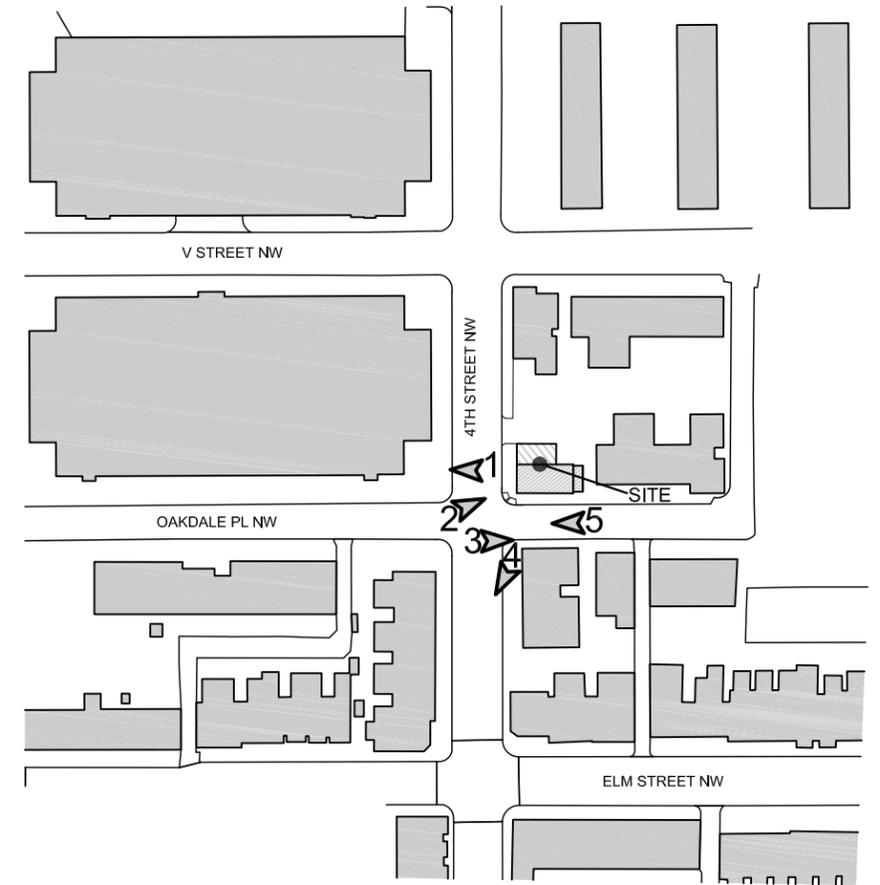 V STREET NW
4TH STREET NW
1
SITE
2
OAKDALE PL NW
5
3
4
ELM STREET NW